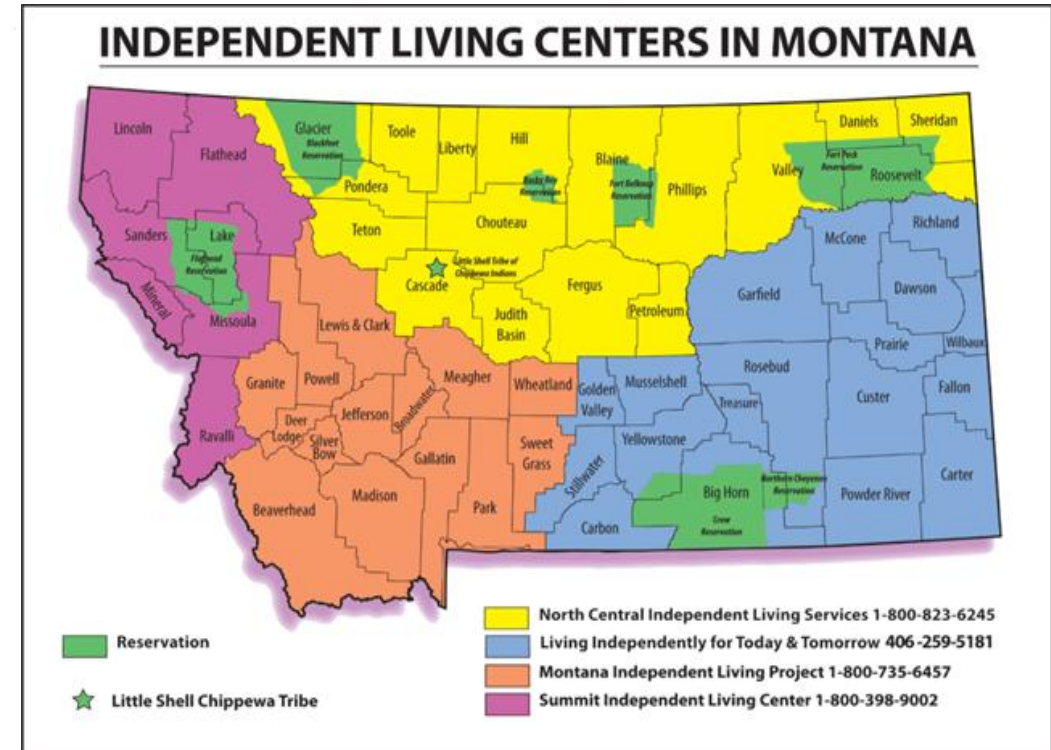 INDEPENDENT LIVING CENTERS IN MONTANA
Lincoln
Flathead
Glacier
Blackfeet
Reservation
Toole
Liberty
Hill
Blaine
Phillips
Valley
Daniels
Sheridan
Fort Peck
Reservation
Roosevelt
Rocky Boy
Reservation
Fort Belknap
Reservation
Pondera
Teton
Chouteau
Sanders
Lake
Flathead
Reservation
Mineral
Missoula
Cascade
Little Shell Tribe of
Chippewa Indians
Judith
Basin
Fergus
Petroleum
Garfield
McCone
Richland
Dawson
Prairie
Wibaux
Lewis & Clark
Powell
Granite
Deer
Lodge
Silver
Bow
Jefferson
Broadwater
Meagher
Wheatland
Golden
Valley
Musselshell
Rosebud
Treasure
Custer
Fallon
Ravalli
Beaverhead
Madison
Gallatin
Park
Sweet
Grass
Stillwater
Yellowstone
Carbon
Big Horn
Crow
Reservation
Northern Cheyenne
Reservation
Powder River
Carter
Reservation
Little Shell Chippewa Tribe
North Central Independent Living Services 1-800-823-6245
Living Independently for Today & Tomorrow 406-259-5181
Montana Independent Living Project 1-800-735-6457
Summit Independent Living Center 1-800-398-9002